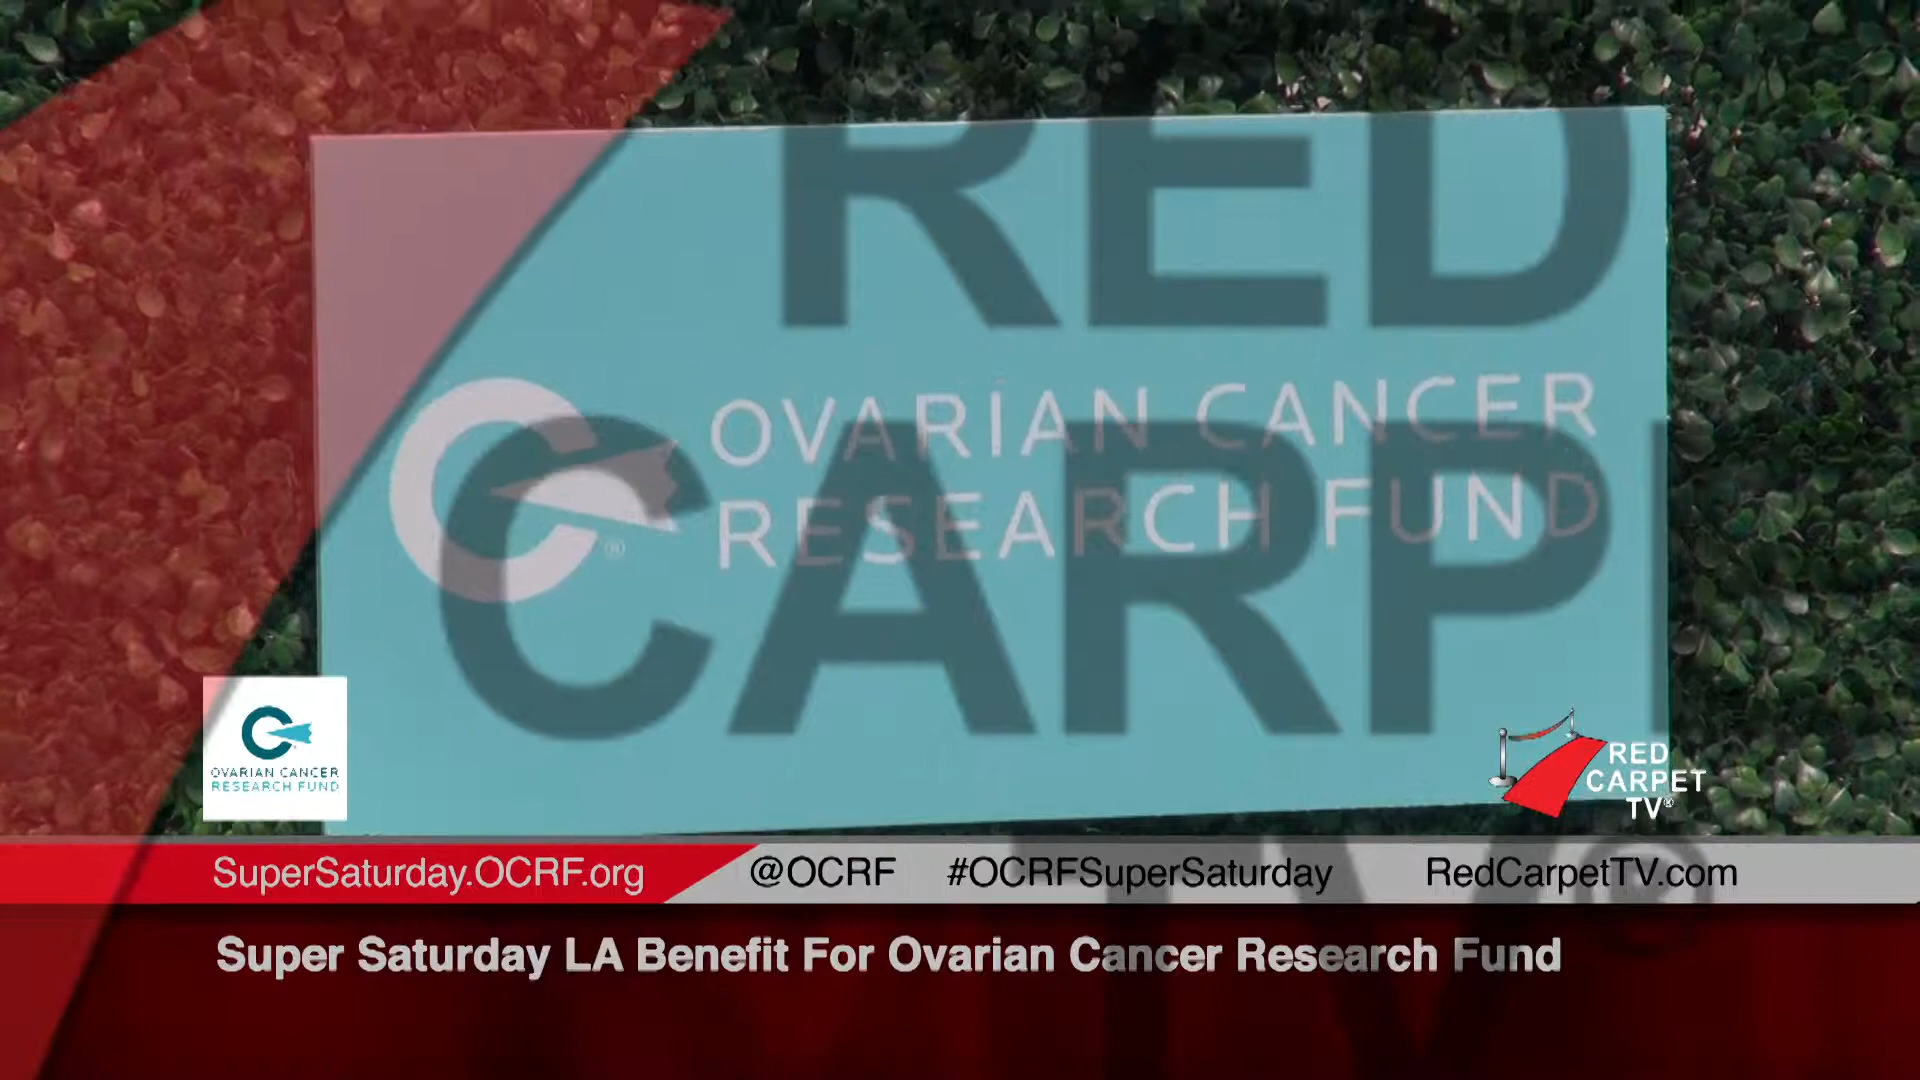 RED
OVARIAN CANCER
RESEARCH FUND
®
CARP
OVARIAN CANCER
RESEARCH FUND
RED
CARPET
TV®
SuperSaturday.OCRF.org @OCRF #OCRFSuperSaturday RedCarpetTV.com
Super Saturday LA Benefit For Ovarian Cancer Research Fund